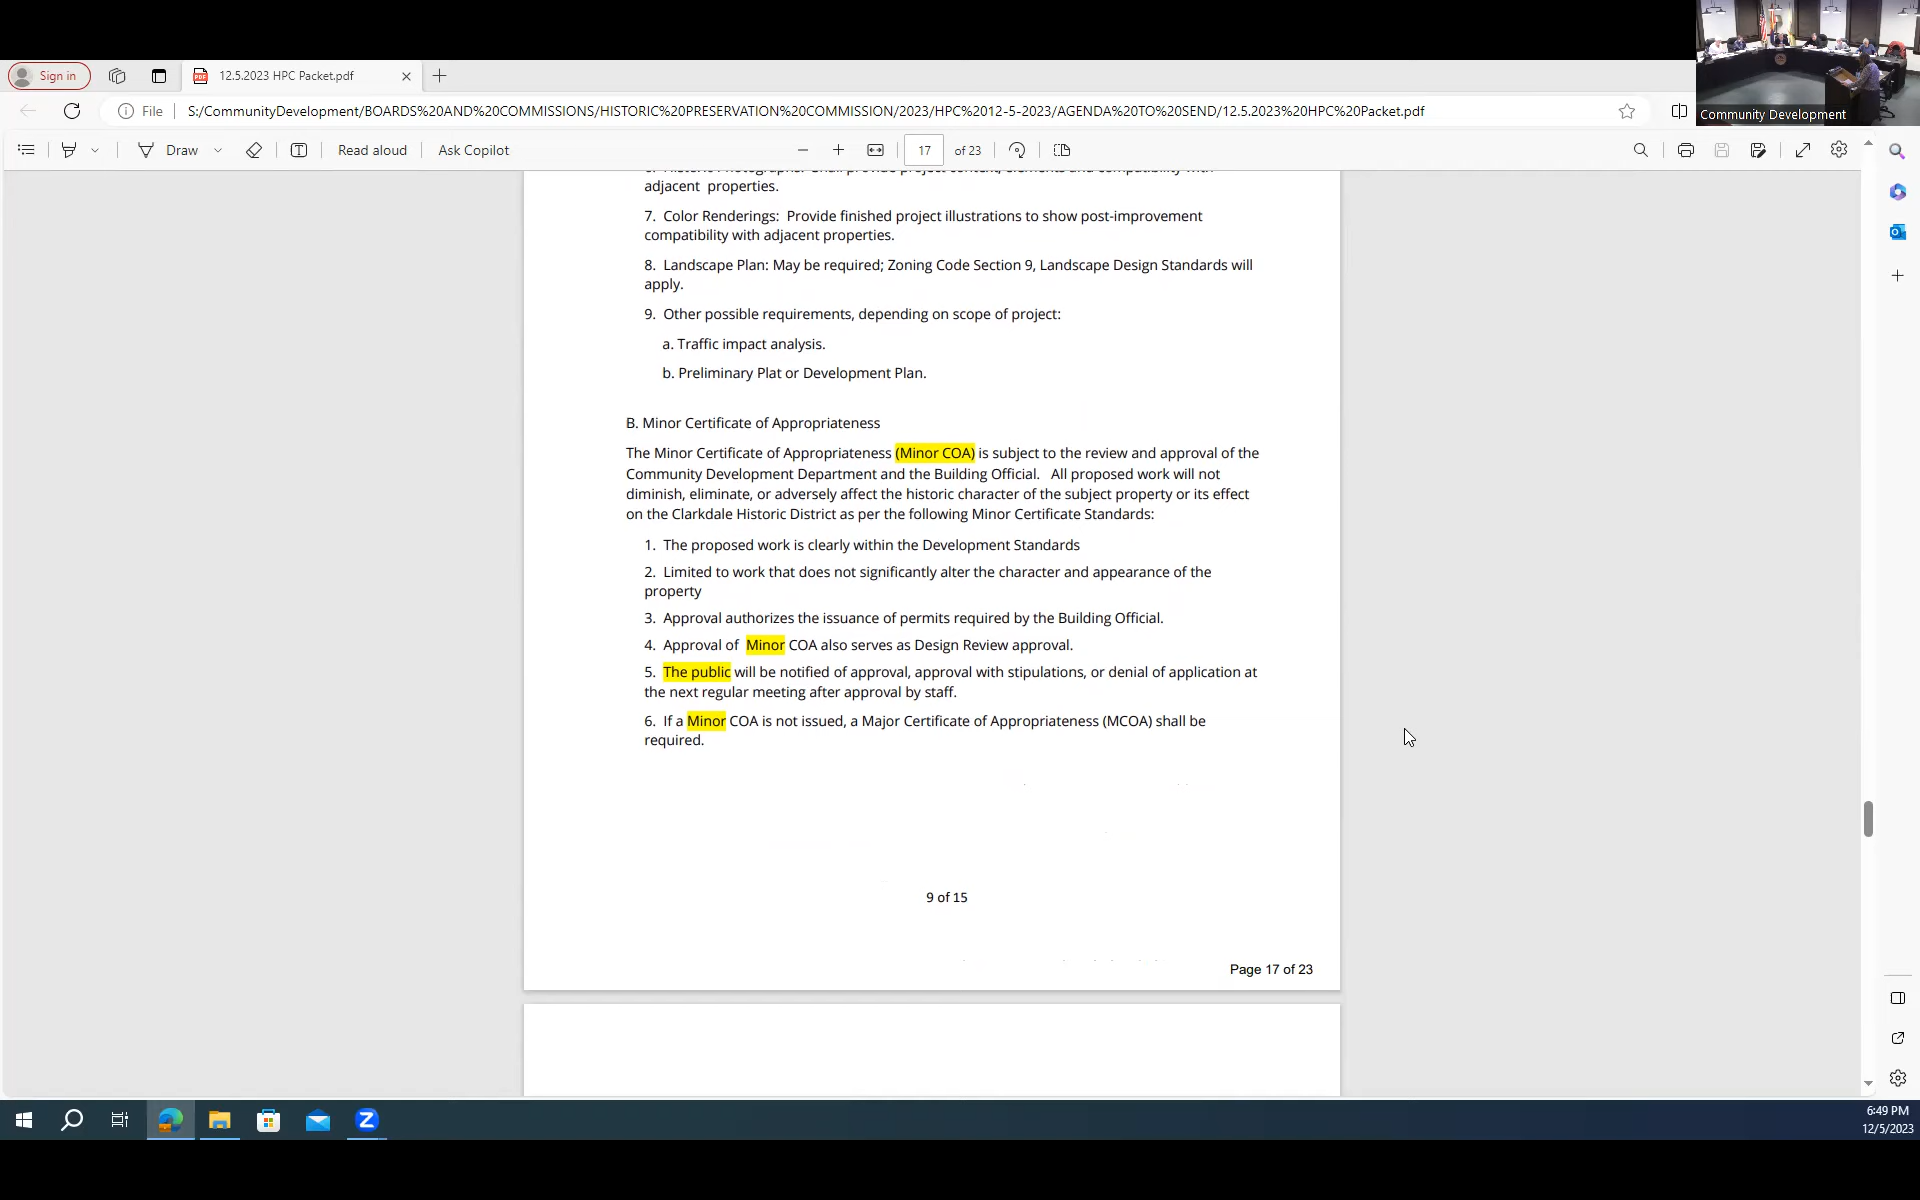 Sign in
12.5.2023 HPC Packet.pdf
File
S:/CommunityDevelopment/BOARDS%20AND%20COMMISSIONS/HISTORIC%20PRESERVATION%20COMMISSION/2023/HPC%2012-5-2023/AGENDA%20TO%20SEND/12.5.2023%20HPC%20Packet.pdf
Community Development
Draw
Read aloud
Ask Copilot
17 of 23
adjacent properties.
7. Color Renderings: Provide finished project illustrations to show post-improvement
compatibility with adjacent properties.
8. Landscape Plan: May be required; Zoning Code Section 9, Landscape Design Standards will
apply.
9. Other possible requirements, depending on scope of project:
a. Traffic impact analysis.
b. Preliminary Plat or Development Plan.
B. Minor Certificate of Appropriateness
The Minor Certificate of Appropriateness (Minor COA) is subject to the review and approval of the
Community Development Department and the Building Official. All proposed work will not
diminish, eliminate, or adversely affect the historic character of the subject property or its effect
on the Clarkdale Historic District as per the following Minor Certificate Standards:
1. The proposed work is clearly within the Development Standards
2. Limited to work that does not significantly alter the character and appearance of the
property
3. Approval authorizes the issuance of permits required by the Building Official.
4. Approval of Minor COA also serves as Design Review approval.
5. The public will be notified of approval, approval with stipulations, or denial of application at
the next regular meeting after approval by staff.
6. If a Minor COA is not issued, a Major Certificate of Appropriateness (MCOA) shall be
required.
9 of 15
Page 17 of 23
6:49 PM
12/5/2023